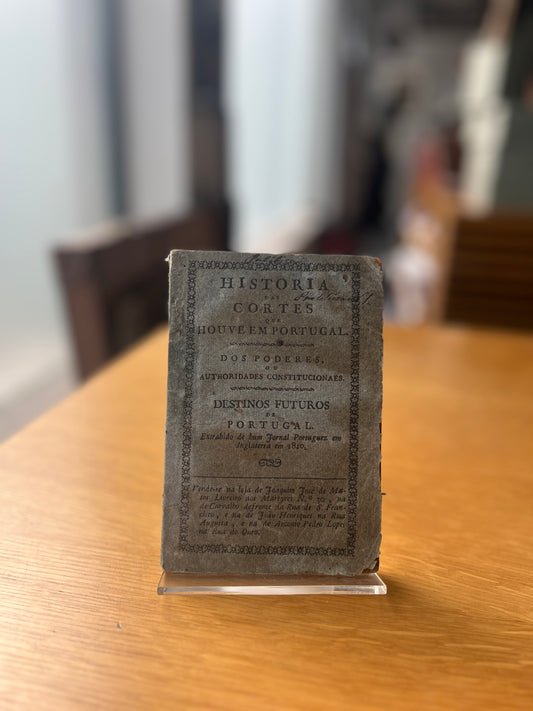 HISTORIA
DAS
CORTES
QUE
HOUVE EM PORTUGAL.
DOS PODERES,
OU
AUTHORIDADES CONSTITUCIONAES.
DESTINOS FUTUROS
DE
PORTUGAL.
Extrahido de hum Jornal Portuguez em
Inglaterra em 1810.
Vende-se na loja de Joaquim José de Ma-
tos, Livreiro aos Martyres N.º 30, na
de Carvalho defronte da Rua de S. Fran-
cisco, e na de João Henriques na Rua
Augusta, e na de Antonio Pedro Lopes
na Rua do Ouro.